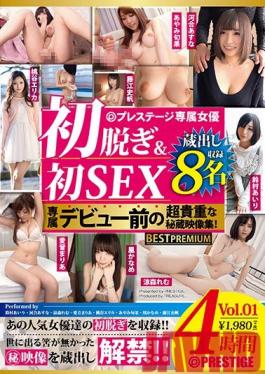 河合あすな
あやみ旬果
藤江史帆
桃谷エリカ
プレステージ専属女優
鈴村あいり
初脱ぎ&
初SEX
蔵出し
収録
8名
専属デビュー前の超貴重な
秘蔵映像集!
BEST PREMIUM
愛音まりあ
凰かなめ
涼森れむ
Vol.01
¥1,980
4時間
Performed by
あの人気女優達の初脱ぎを収録!!
世に出る筈が無かった
㊙映像を蔵出し
解禁
PRESTIGE